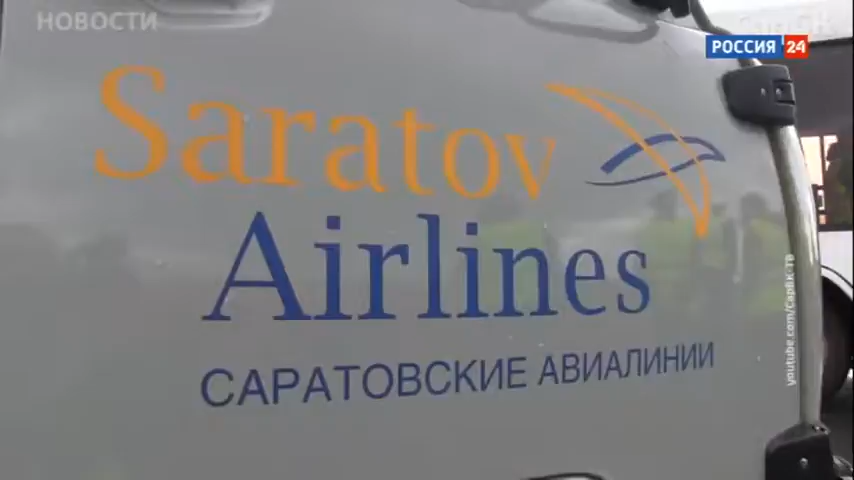 НОВОСТИ
РОССИЯ 24
Saratov
Airlines
САРАТОВСКИЕ АВИАЛИНИИ
youtube.com/СарБК-ТВ